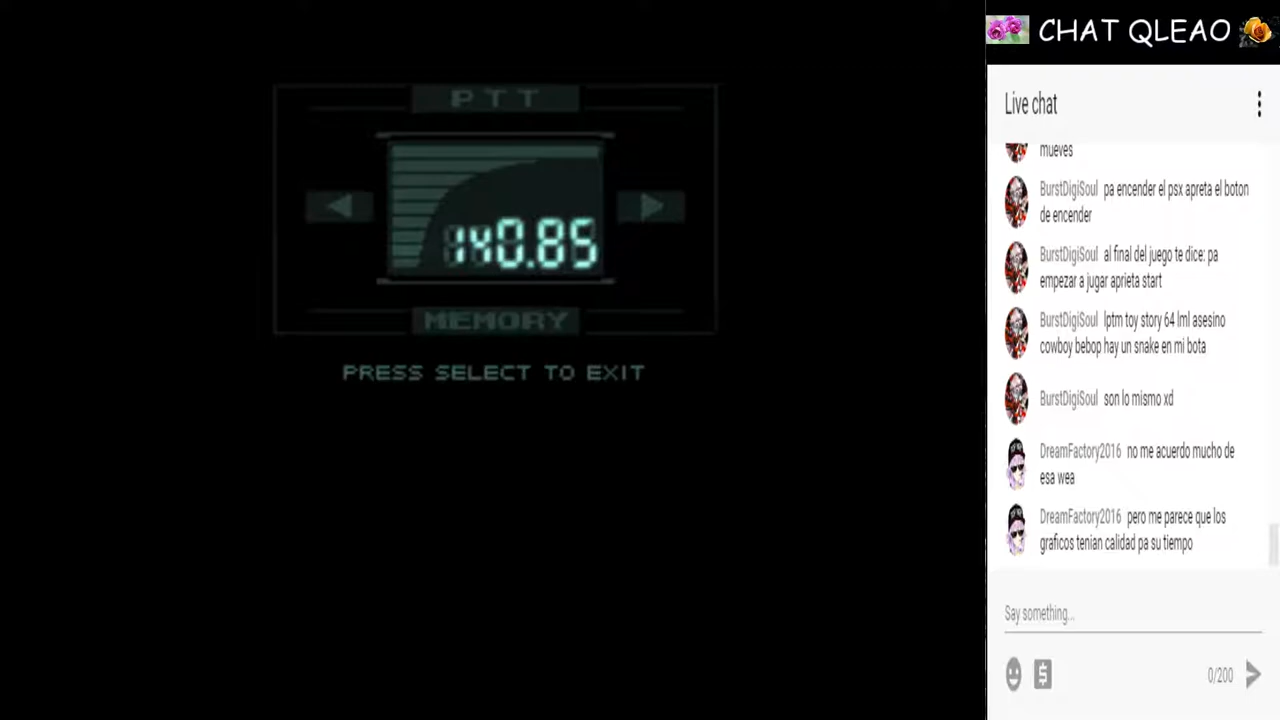 PTT
140.85
MEMORY
PRESS SELECT TO EXIT
CHAT QLEAO
Live chat
mueves
BurstDigiSoul pa encender el psx apreta el boton
de encender
BurstDigiSoul al final del juego te dice: pa
empezar a jugar aprieta start
BurstDigiSoul lptm toy story 64 lml asesino
cowboy bebop hay un snake en mi bota
BurstDigiSoul son lo mismo xd
DreamFactory2016 no me acuerdo mucho de
esa wea
DreamFactory2016 pero me parece que los
graficos tenian calidad pa su tiempo
Say something...
0/200